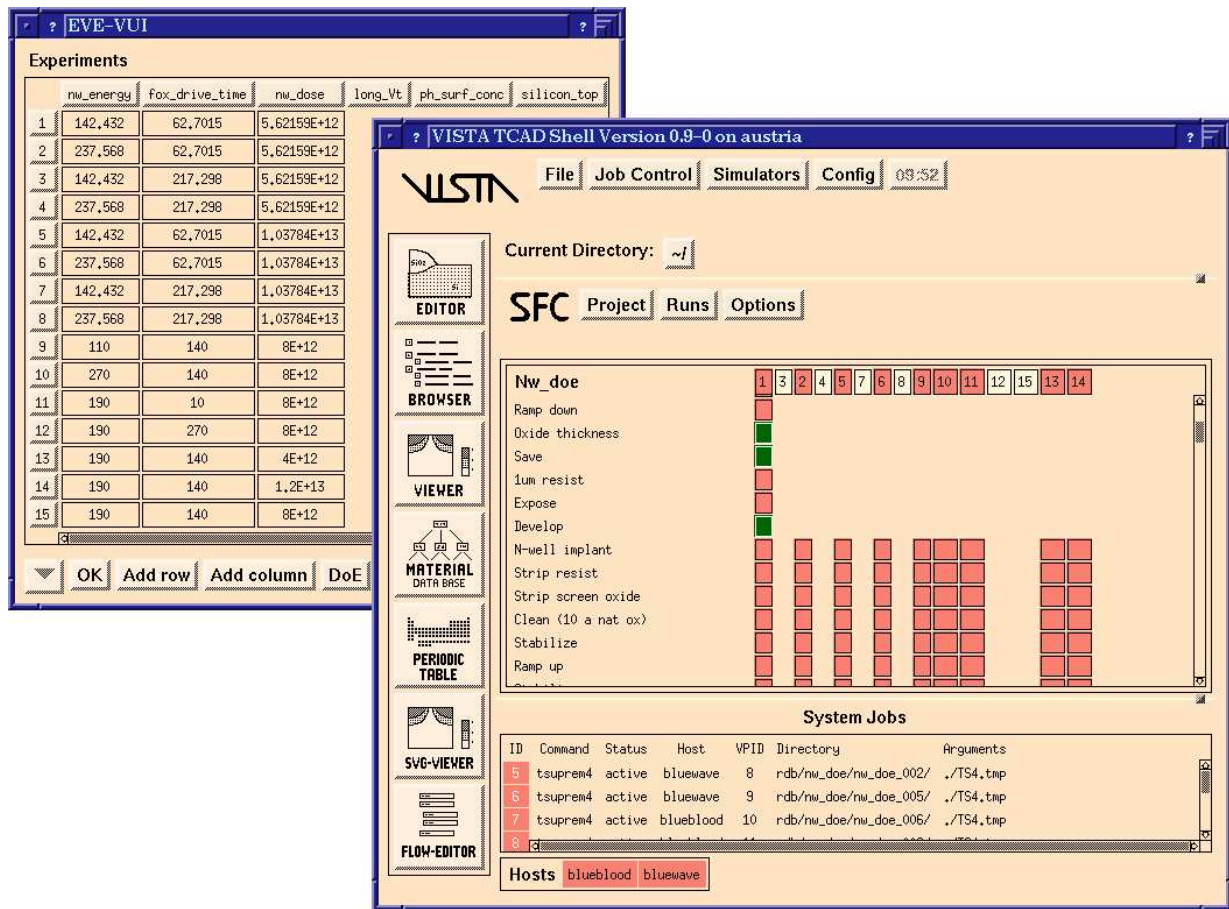 ? EVE-VUI ?
Experiments
nw_energy fox_drive_time nw_dose long_Vt ph_surf_conc silicon_top
1 142.432 62.7015 5.62159E+12
2 237.568 62.7015 5.62159E+12
3 142.432 217.298 5.62159E+12
4 237.568 217.298 5.62159E+12
5 142.432 62.7015 1.03784E+13
6 237.568 62.7015 1.03784E+13
7 142.432 217.298 1.03784E+13
8 237.568 217.298 1.03784E+13
9 110 140 8E+12
10 270 140 8E+12
11 190 10 8E+12
12 190 270 8E+12
13 190 140 4E+12
14 190 140 1.2E+13
15 190 140 8E+12
OK Add row Add column DoE
? VISTA TCAD Shell Version 0.9-0 on austria ?
VISTA File Job Control Simulators Config 09:52
SiO2
Si
EDITOR
BROWSER
VIEWER
MATERIAL
DATA BASE
PERIODIC
TABLE
SVG-VIEWER
FLOW-EDITOR
Current Directory: ~/
SFC Project Runs Options
Nw_doe 1 3 2 4 5 7 6 8 9 10 11 12 15 13 14
Ramp down
Oxide thickness
Save
1um resist
Expose
Develop
N-well implant
Strip resist
Strip screen oxide
Clean (10 a nat ox)
Stabilize
Ramp up
System Jobs
ID Command Status Host VPID Directory Arguments
5 tsuprem4 active bluewave 8 rdb/nw_doe/nw_doe_002/ ./TS4.tmp
6 tsuprem4 active bluewave 9 rdb/nw_doe/nw_doe_005/ ./TS4.tmp
7 tsuprem4 active blueblood 10 rdb/nw_doe/nw_doe_006/ ./TS4.tmp
8
Hosts blueblood bluewave